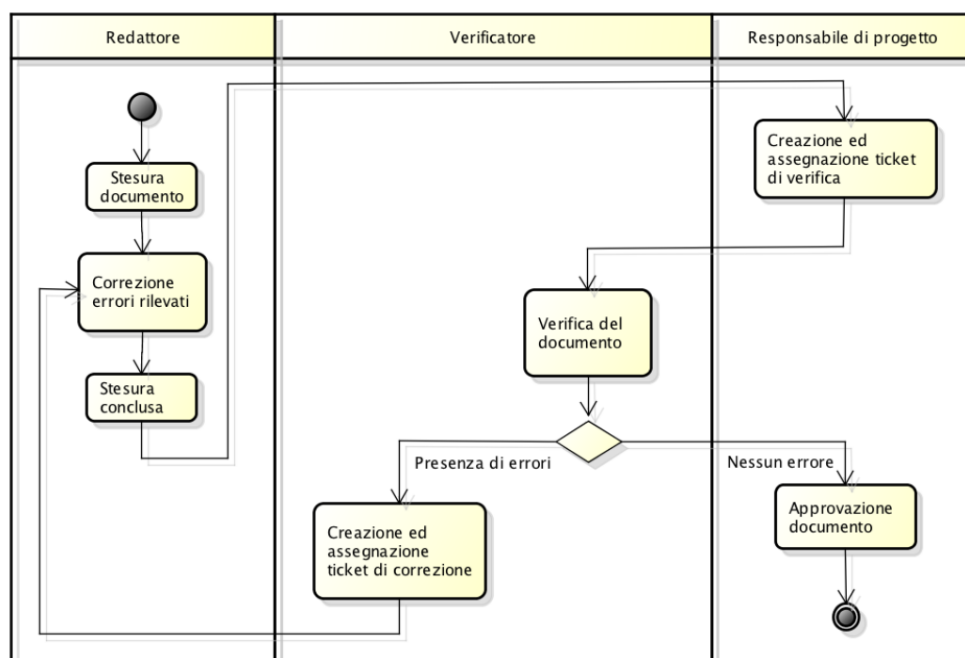 Redattore
Verificatore
Responsabile di progetto
Stesura
documento
Correzione
errori rilevati
Stesura
conclusa
Creazione ed
assegnazione ticket
di verifica
Verifica del
documento
Presenza di errori
Nessun errore
Creazione ed
assegnazione
ticket di correzione
Approvazione
documento